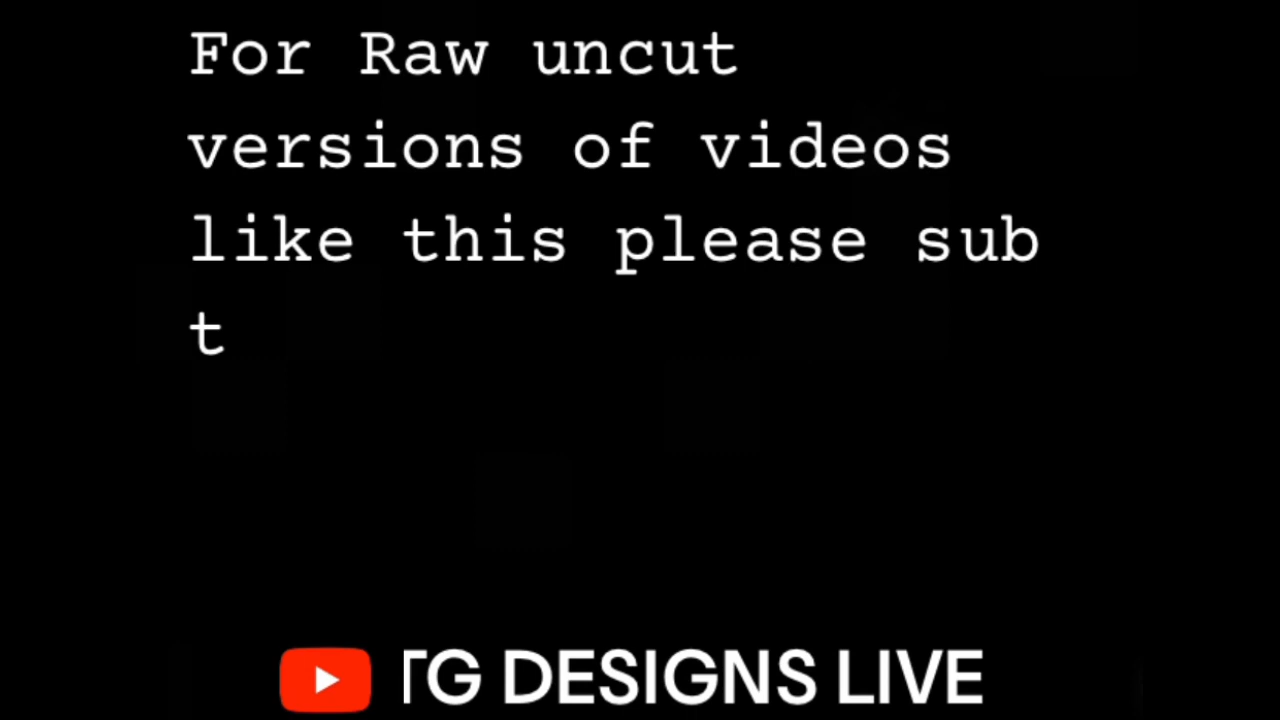 For Raw uncut
versions of videos
like this please sub
t
TG DESIGNS LIVE